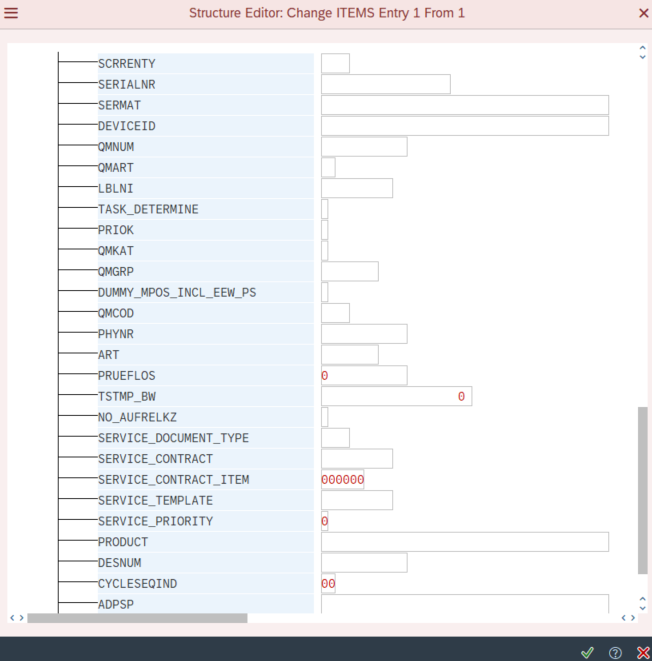 Structure Editor: Change ITEMS Entry 1 From 1
SCRRENTY
SERIALNR
SERMAT
DEVICEID
QMNUM
QMART
LBLNI
TASK_DETERMINE
PRIOK
QMKAT
QMGRP
DUMMY_MPOS_INCL_EEW_PS
QMCOD
PHYNR
ART
PRUEFLOS 0
TSTMP_BW 0
NO_AUFRELKZ
SERVICE_DOCUMENT_TYPE
SERVICE_CONTRACT
SERVICE_CONTRACT_ITEM 000000
SERVICE_TEMPLATE
SERVICE_PRIORITY 0
PRODUCT
DESNUM
CYCLESEQIND 00
ADPSP